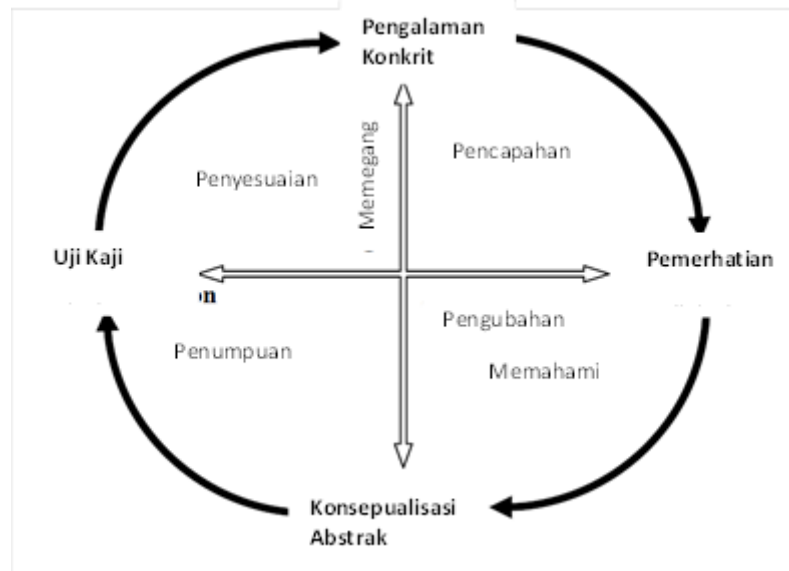 Pengalaman
Konkrit
Memegang
Pencapahan
Penyesuaian
Uji Kaji
Pemerhatian
Pengubahan
Penumpuan
Memahami
Konsepualisasi
Abstrak